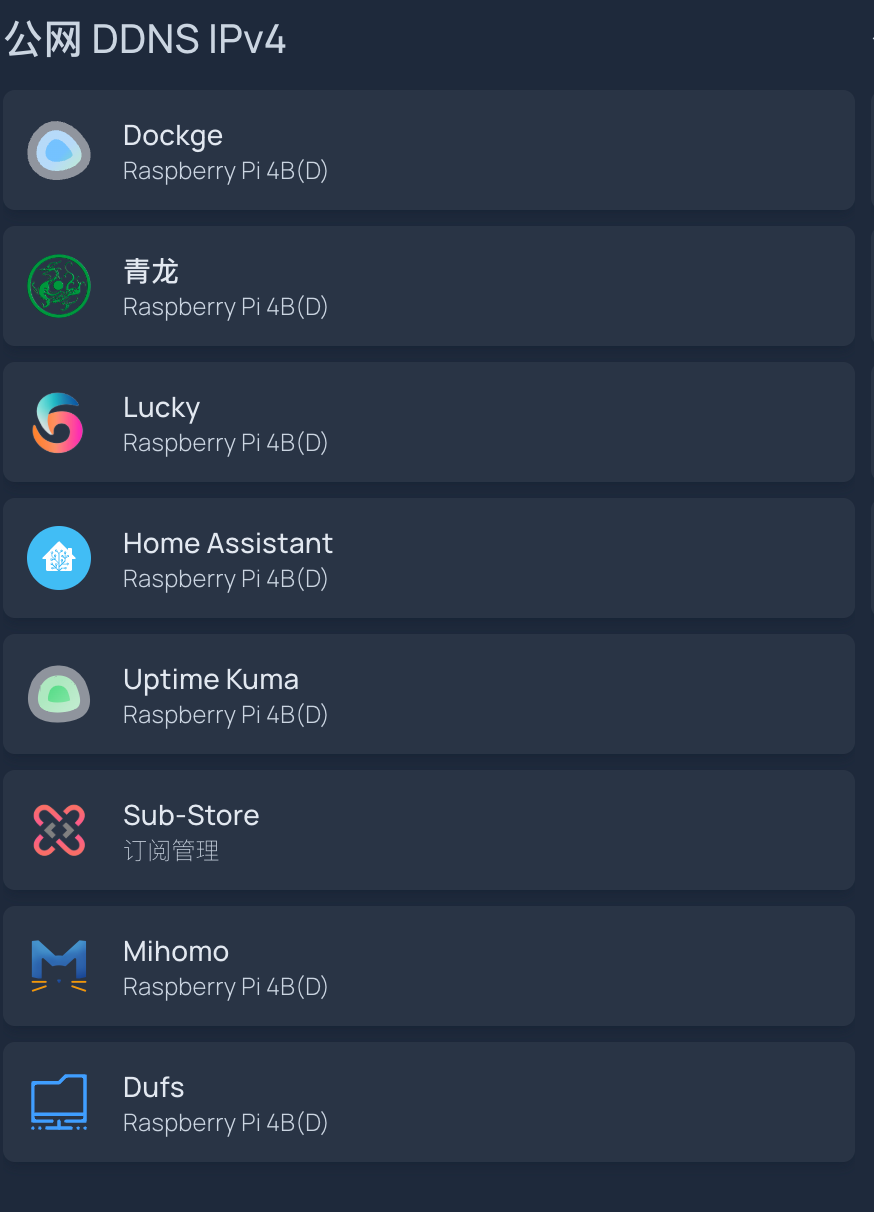 公网 DDNS IPv4
Dockge
Raspberry Pi 4B(D)
青龙
Raspberry Pi 4B(D)
Lucky
Raspberry Pi 4B(D)
Home Assistant
Raspberry Pi 4B(D)
Uptime Kuma
Raspberry Pi 4B(D)
Sub-Store
订阅管理
Mihomo
Raspberry Pi 4B(D)
Dufs
Raspberry Pi 4B(D)